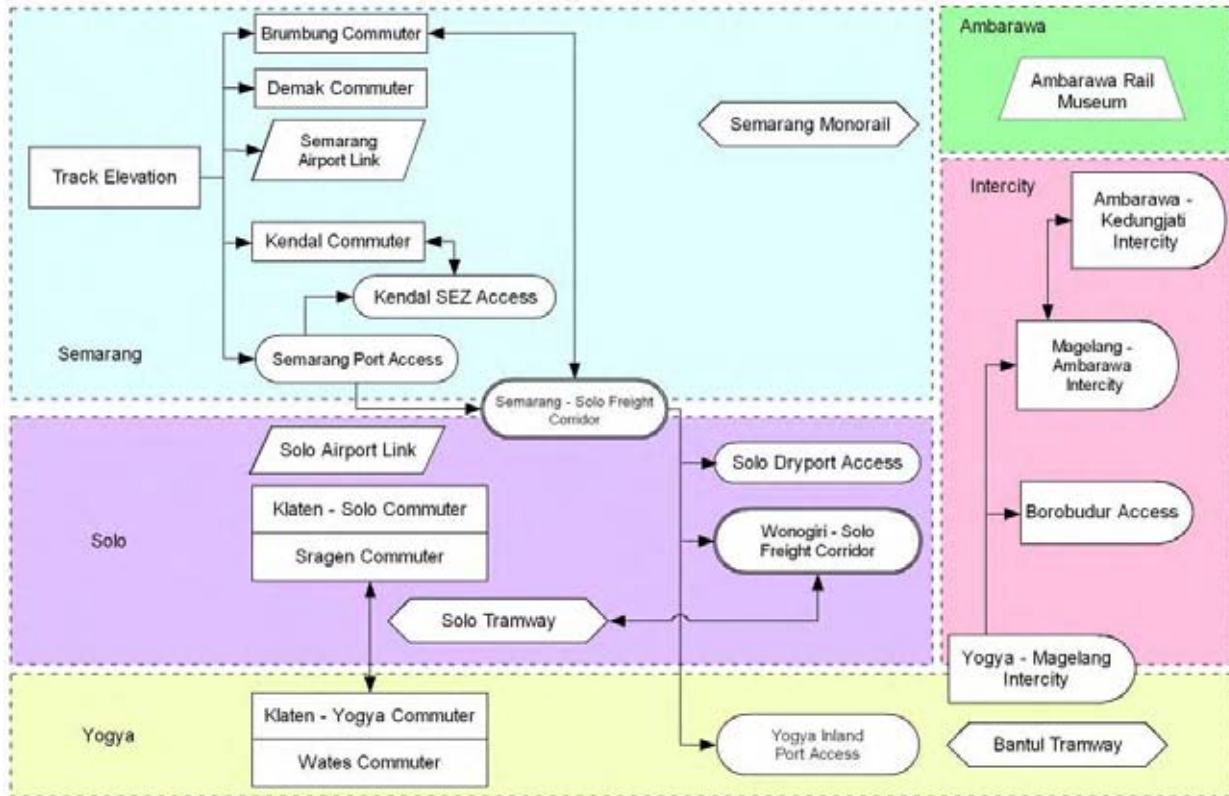 Brumbung Commuter
Demak Commuter
Semarang
Airport Link
Track Elevation
Kendal Commuter
Kendal SEZ Access
Semarang
Semarang Port Access
Semarang - Solo Freight
Corridor
Semarang Monorail
Ambarawa
Ambarawa Rail
Museum
Intercity
Ambarawa -
Kedungjati
Intercity
Magelang -
Ambarawa
Intercity
Borobudur Access
Yogya - Magelang
Intercity
Solo Airport Link
Klaten - Solo Commuter
Solo
Sragen Commuter
Solo Dryport Access
Wonogiri - Solo
Freight Corridor
Solo Tramway
Klaten - Yogya Commuter
Yogya
Wates Commuter
Yogya Inland
Port Access
Bantul Tramway